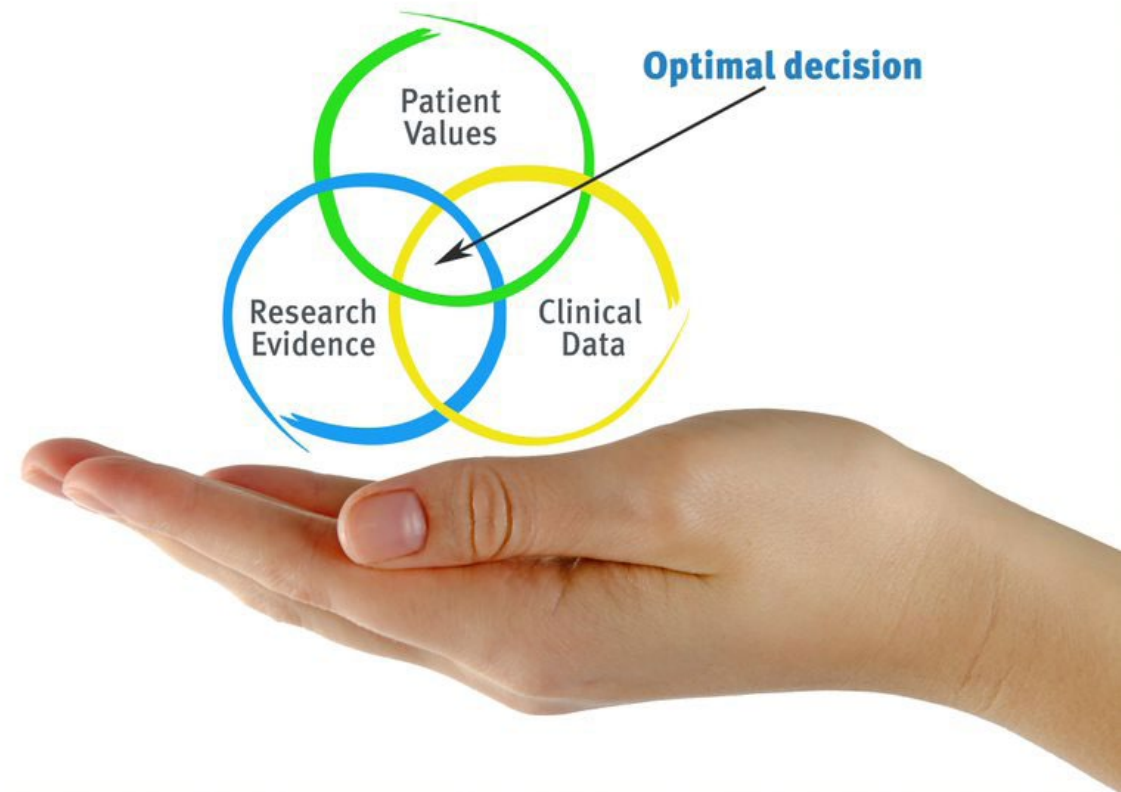 Optimal decision
Patient
Values
Research
Evidence
Clinical
Data